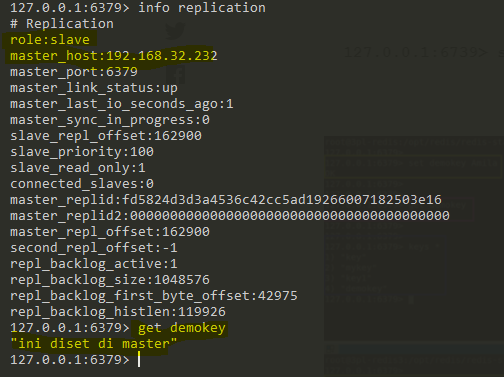 127.0.0.1:6379> info replication
# Replication
role:slave
master_host:192.168.32.232
master_port:6379
master_link_status:up
master_last_io_seconds_ago:1
master_sync_in_progress:0
slave_repl_offset:162900
slave_priority:100
slave_read_only:1
connected_slaves:0
master_replid:fd5824d3d3a4536c42cc5ad19266007182503e16
master_replid2:0000000000000000000000000000000000000000
master_repl_offset:162900
second_repl_offset:-1
repl_backlog_active:1
repl_backlog_size:1048576
repl_backlog_first_byte_offset:42975
repl_backlog_histlen:119926
127.0.0.1:6379> get demokey
"ini diset di master"
127.0.0.1:6379>